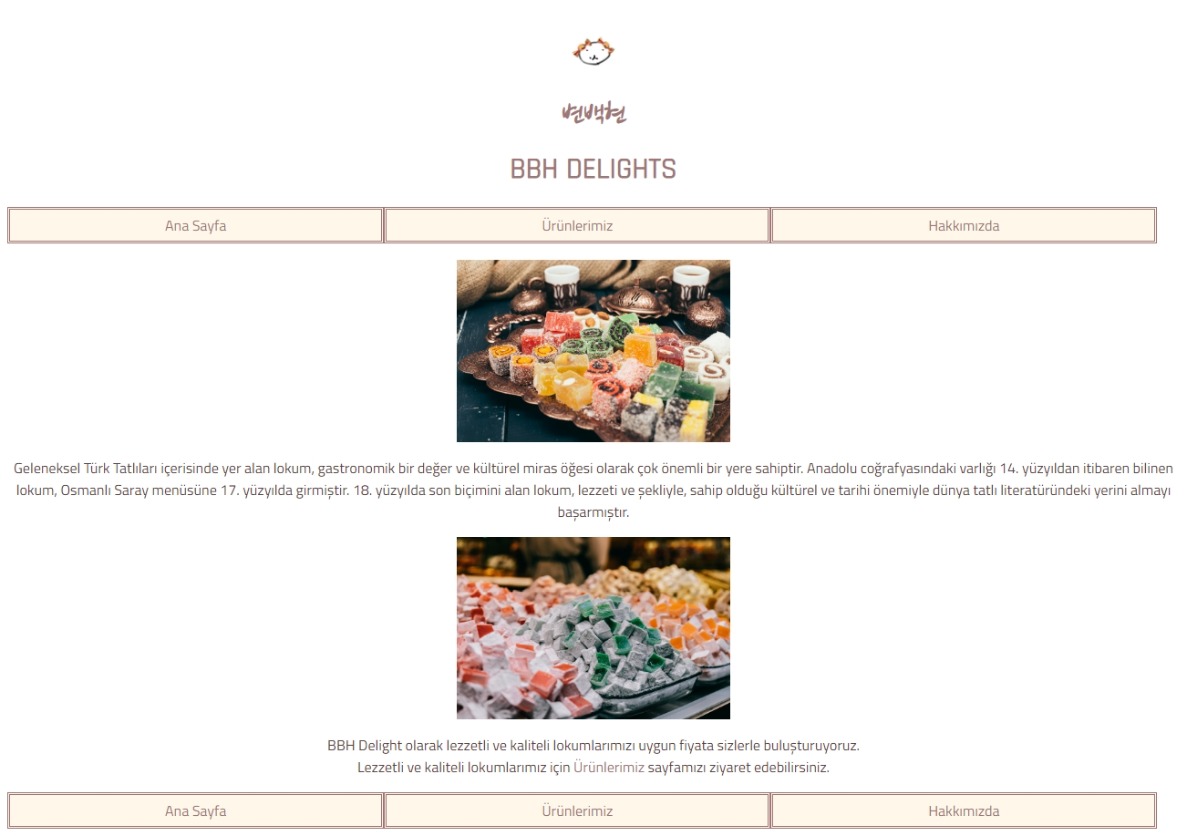 변백현
BBH DELIGHTS
Ana Sayfa
Ürünlerimiz
Hakkımızda
Geleneksel Türk Tatlıları içerisinde yer alan lokum, gastronomik bir değer ve kültürel miras öğesi olarak çok önemli bir yere sahiptir. Anadolu coğrafyasındaki varlığı 14. yüzyıldan itibaren bilinen
lokum, Osmanlı Saray menüsüne 17. yüzyılda girmiştir. 18. yüzyılda son biçimini alan lokum, lezzeti ve şekliyle, sahip olduğu kültürel ve tarihi önemiyle dünya tatlı literatüründeki yerini almayı
başarmıştır.
BBH Delight olarak lezzetli ve kaliteli lokumlarımızı uygun fiyata sizlerle buluşturuyoruz.
Lezzetli ve kaliteli lokumlarımız için Ürünlerimiz sayfamızı ziyaret edebilirsiniz.
Ana Sayfa
Ürünlerimiz
Hakkımızda